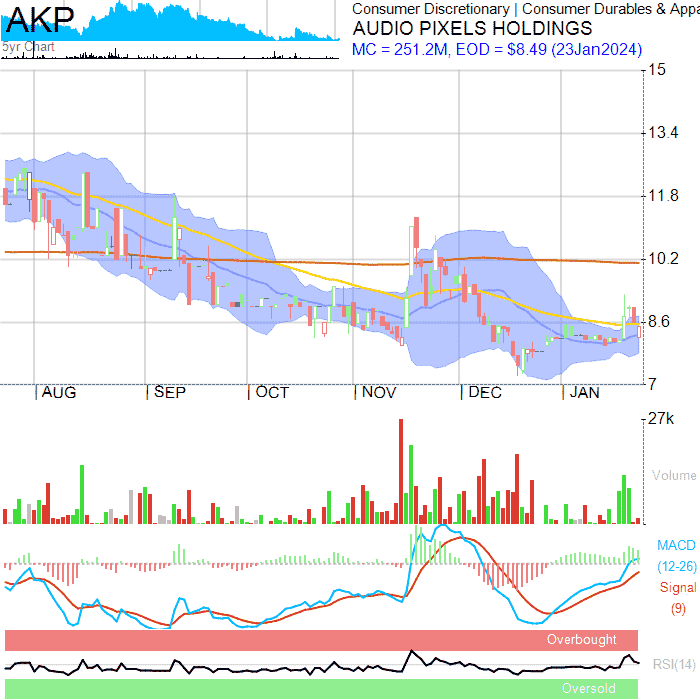 AKP
5yr Chart
Consumer Discretionary | Consumer Durables & Appa
AUDIO PIXELS HOLDINGS
MC = 251.2M, EOD = $8.49 (23Jan2024)
15
13.4
11.8
10.2
8.6
7
AUG SEP OCT NOV DEC JAN
27k
Volume
MACD
(12-26)
Signal
(9)
Overbought
RSI(14)
Oversold